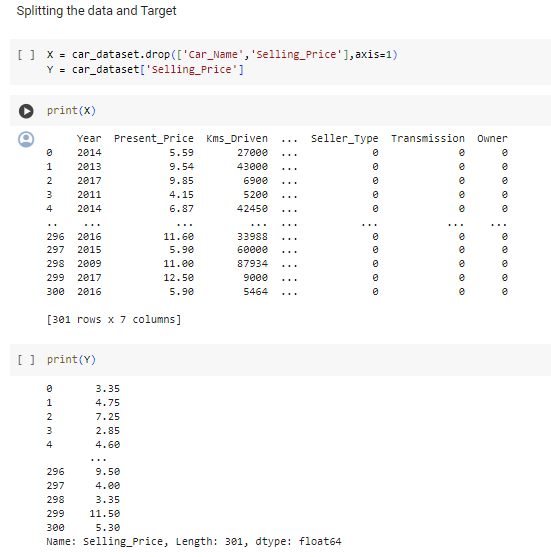 Splitting the data and Target
[ ] X = car_dataset.drop(['Car_Name','Selling_Price'],axis=1)
Y = car_dataset['Selling_Price']
print(X)
Year Present_Price Kms_Driven ... Seller_Type Transmission Owner
0 2014 5.59 27000 ... 0 0 0
1 2013 9.54 43000 ... 0 0 0
2 2017 9.85 6900 ... 0 0 0
3 2011 4.15 5200 ... 0 0 0
4 2014 6.87 42450 ... 0 0 0
.. ... ... ... ... ... ... ...
296 2016 11.60 33988 ... 0 0 0
297 2015 5.90 60000 ... 0 0 0
298 2009 11.00 87934 ... 0 0 0
299 2017 12.50 9000 ... 0 0 0
300 2016 5.90 5464 ... 0 0 0
[301 rows x 7 columns]
[ ] print(Y)
0 3.35
1 4.75
2 7.25
3 2.85
4 4.60
...
296 9.50
297 4.00
298 3.35
299 11.50
300 5.30
Name: Selling_Price, Length: 301, dtype: float64